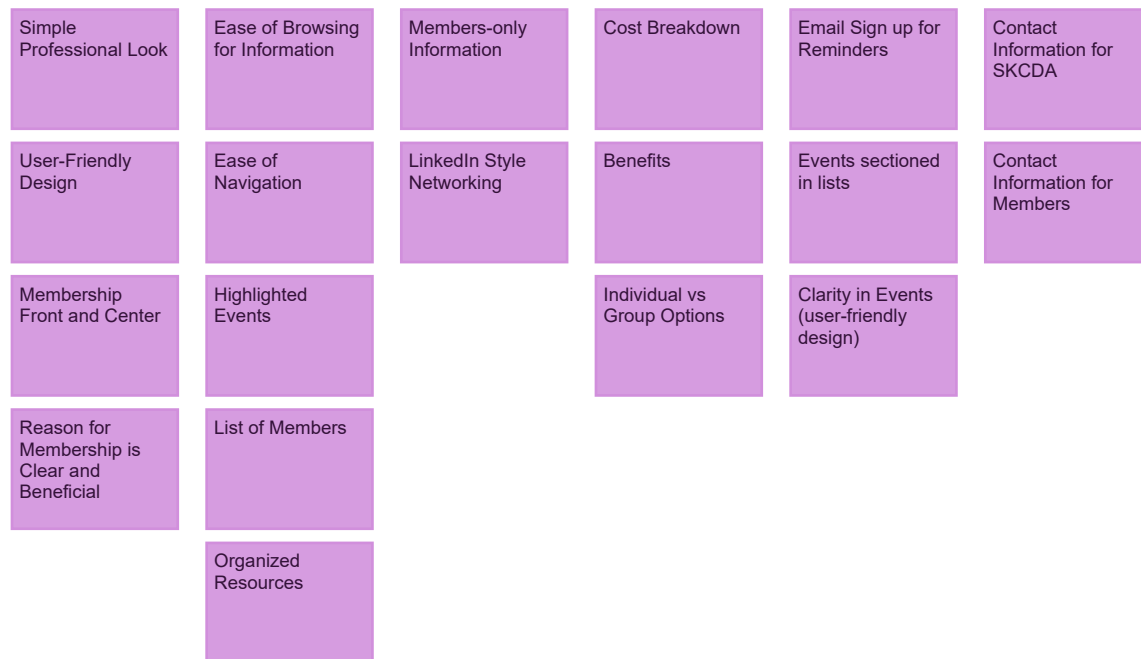 Simple
Professional Look
Ease of Browsing
for Information
Members-only
Information
Cost Breakdown
Email Sign up for
Reminders
Contact
Information for
SKCDA
User-Friendly
Design
Ease of
Navigation
LinkedIn Style
Networking
Benefits
Events sectioned
in lists
Contact
Information for
Members
Membership
Front and Center
Highlighted
Events
Individual vs
Group Options
Clarity in Events
(user-friendly
design)
Reason for
Membership is
Clear and
Beneficial
List of Members
Organized
Resources